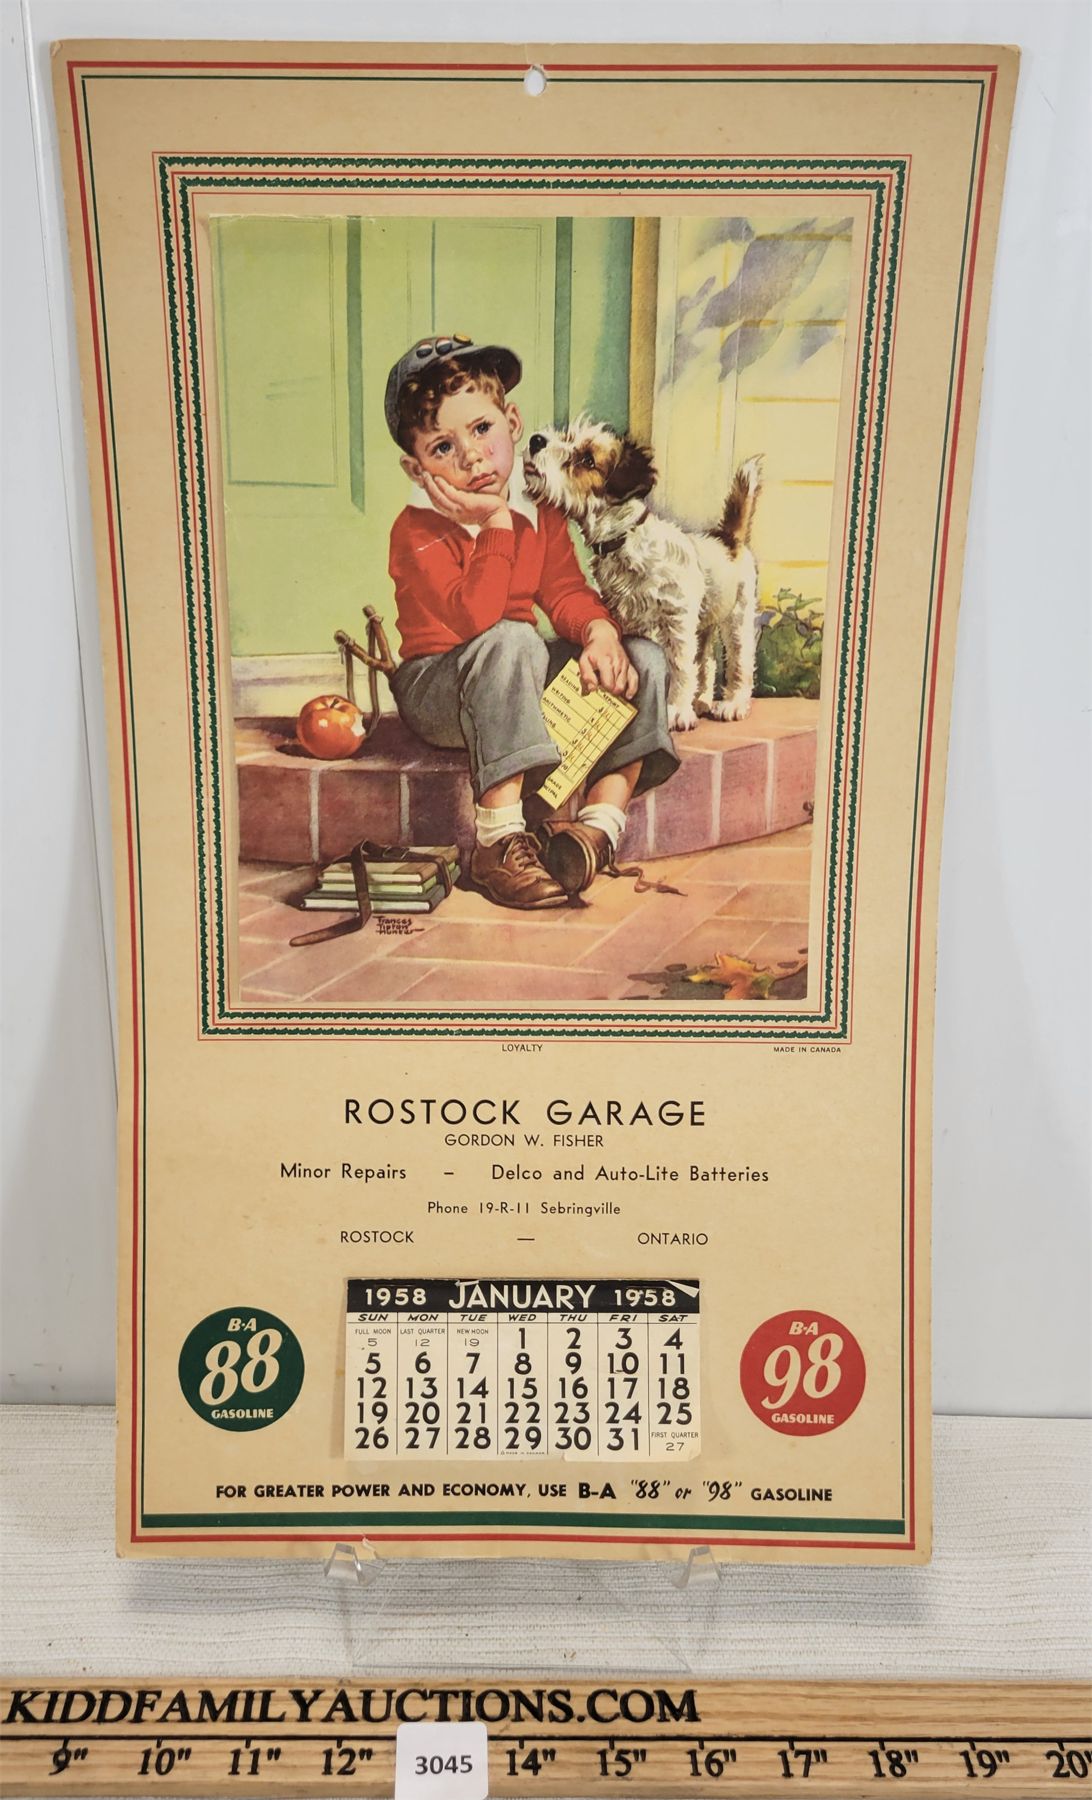 REPORT
READING
WRITING
ARITHMETIC
Frances
Tipton
Hunter
LOYALTY MADE IN CANADA
ROSTOCK GARAGE
GORDON W. FISHER
Minor Repairs – Delco and Auto-Lite Batteries
Phone 19-R-11 Sebringville
ROSTOCK — ONTARIO
1958 JANUARY 1958
SUN MON TUE WED THU FRI SAT
FULL MOON 5 LAST QUARTER 12 NEW MOON 19 1 2 3 4
5 6 7 8 9 10 11
12 13 14 15 16 17 18
19 20 21 22 23 24 25
26 27 28 29 30 31 FIRST QUARTER 27
B-A
88
GASOLINE
B-A
98
GASOLINE
FOR GREATER POWER AND ECONOMY, USE B-A "88" or "98" GASOLINE
KIDDFAMILYAUCTIONS.COM
9" 10" 11" 12" 14" 15" 16" 17" 18" 19" 20"
3045